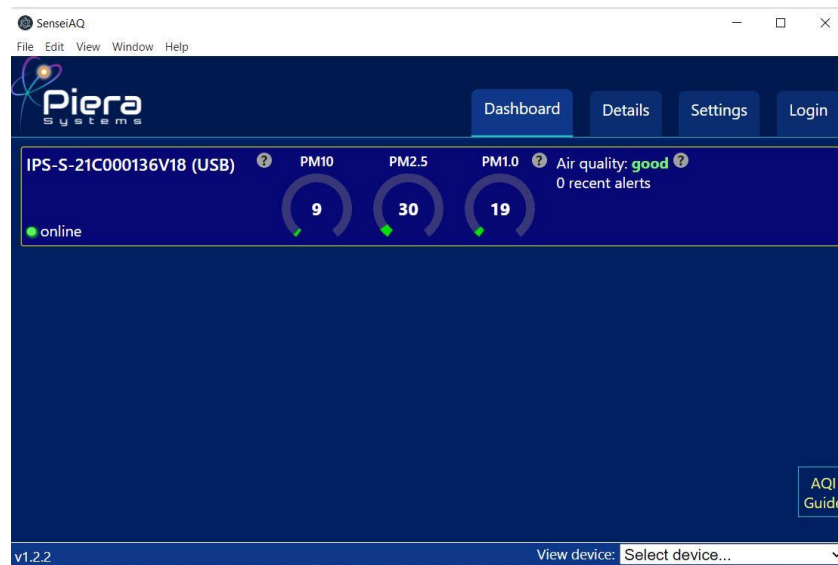 SenseiAQ
File Edit View Window Help
Piera
Systems
Dashboard Details Settings Login
IPS-S-21C000136V18 (USB) ? PM10 PM2.5 PM1.0 ? Air quality: good ?
0 recent alerts
9 30 19
online
AQI
Guide
v1.2.2 View device: Select device...